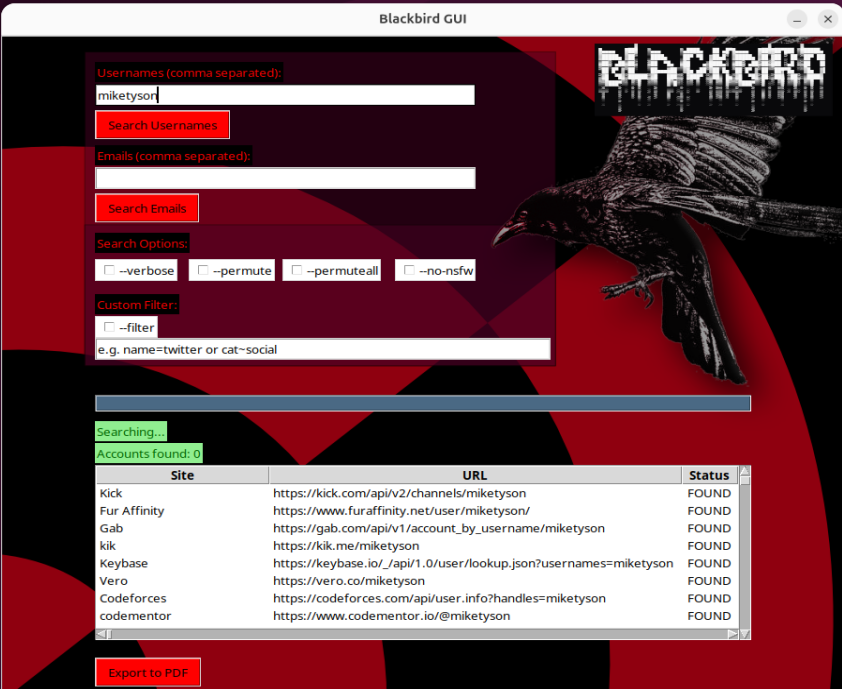 Blackbird GUI
BLACKBIRD
Usernames (comma separated):
miketyson
Search Usernames
Emails (comma separated):
Search Emails
Search Options:
--verbose --permute --permuteall --no-nsfw
Custom Filter:
--filter
e.g. name=twitter or cat~social
Searching...
Accounts found: 0
Site URL Status
Kick https://kick.com/api/v2/channels/miketyson FOUND
Fur Affinity https://www.furaffinity.net/user/miketyson/ FOUND
Gab https://gab.com/api/v1/account_by_username/miketyson FOUND
kik https://kik.me/miketyson FOUND
Keybase https://keybase.io/_/api/1.0/user/lookup.json?usernames=miketyson FOUND
Vero https://vero.co/miketyson FOUND
Codeforces https://codeforces.com/api/user.info?handles=miketyson FOUND
codementor https://www.codementor.io/@miketyson FOUND
Export to PDF